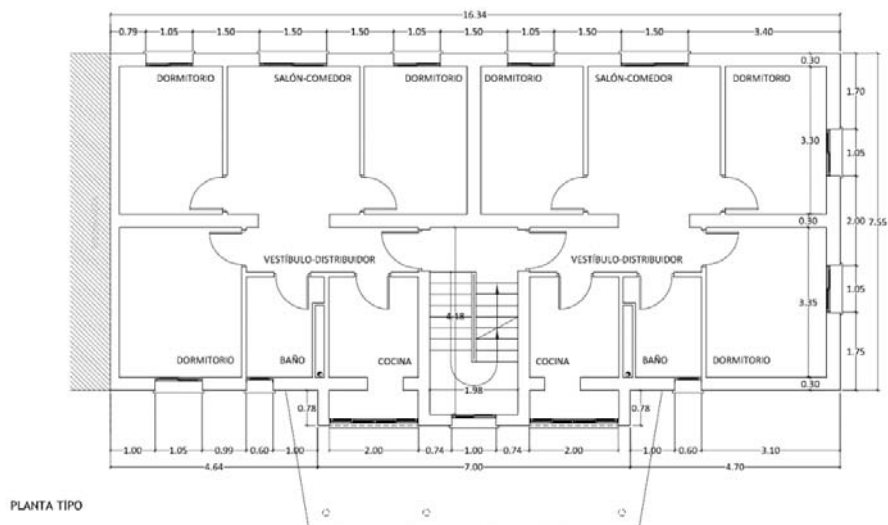 16.34
0.79 1.05 1.50 1.50 1.50 1.05 1.50 1.05 1.50 1.50 3.40
0.30
DORMITORIO SALÓN-COMEDOR DORMITORIO DORMITORIO SALÓN-COMEDOR DORMITORIO
1.70
3.30
1.05
0.30 2.00 7.55
VESTÍBULO-DISTRIBUIDOR VESTÍBULO-DISTRIBUIDOR
1.05
4.18
3.35
DORMITORIO BAÑO COCINA COCINA BAÑO DORMITORIO
1.75
1.98
0.30
0.78 0.78
1.00 1.05 0.99 0.60 1.00 2.00 0.74 1.00 0.74 2.00 1.00 0.60 3.10
4.64 7.00 4.70
PLANTA TIPO